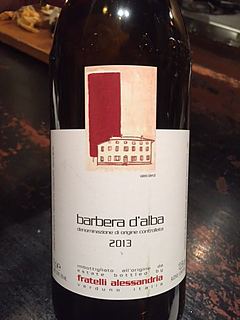 barbera d'alba
denominazione di origine controllata
2013
imbottigliato all'origine da
estate bottled by
fratelli alessandria
verduno italia